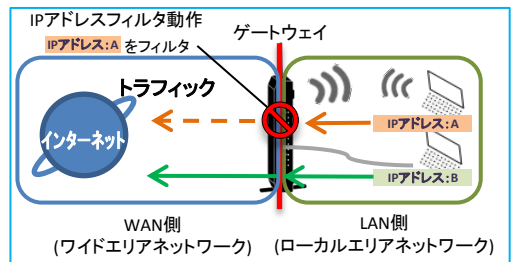 IPアドレスフィルタ動作
IPアドレス:A をフィルタ
ゲートウェイ
トラフィック
インターネット
IPアドレス:A
IPアドレス:B
WAN側
(ワイドエリアネットワーク)
LAN側
(ローカルエリアネットワーク)